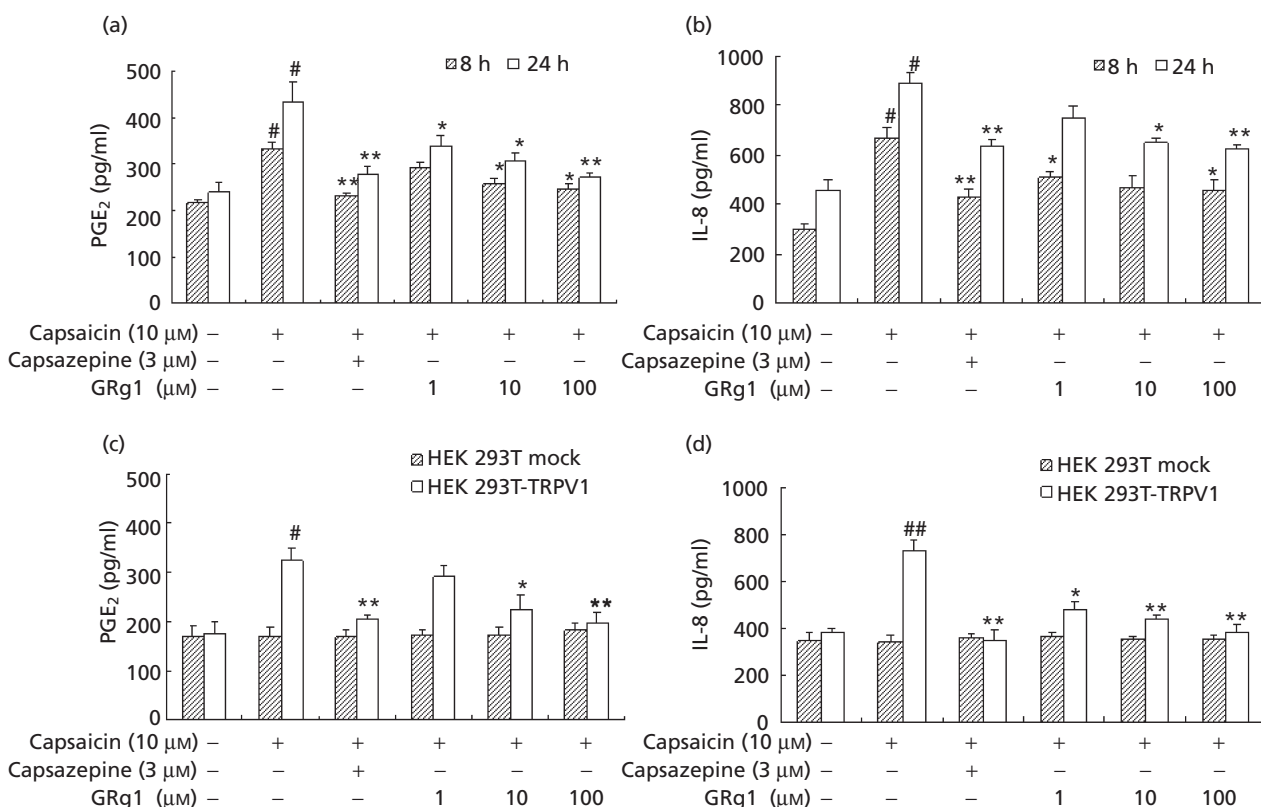 (a)
8 h 24 h
500
400
300
200
100
0
PGE2 (pg/ml)
# #
** **
*
* *
* **
Capsaicin (10 μM) – + + + + +
Capsazepine (3 μM) – – + – – –
GRg1 (μM) – – – 1 10 100
(b)
8 h 24 h
1000
800
600
400
200
0
IL-8 (pg/ml)
# #
** **
*
*
* **
Capsaicin (10 μM) – + + + + +
Capsazepine (3 μM) – – + – – –
GRg1 (μM) – – – 1 10 100
(c)
HEK 293T mock
HEK 293T-TRPV1
500
400
300
200
100
0
PGE2 (pg/ml)
#
**
*
**
Capsaicin (10 μM) – + + + + +
Capsazepine (3 μM) – – + – – –
GRg1 (μM) – – – 1 10 100
(d)
HEK 293T mock
HEK 293T-TRPV1
1000
800
600
400
200
0
IL-8 (pg/ml)
##
**
*
**
**
Capsaicin (10 μM) – + + + + +
Capsazepine (3 μM) – – + – – –
GRg1 (μM) – – – 1 10 100